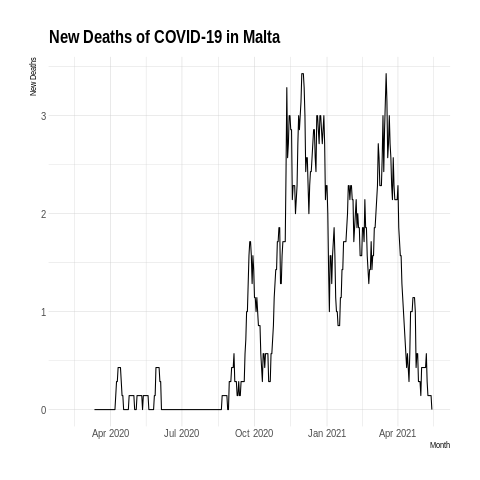 New Deaths of COVID-19 in Malta
New Deaths
3
2
1
0
Apr 2020 Jul 2020 Oct 2020 Jan 2021 Apr 2021
Month